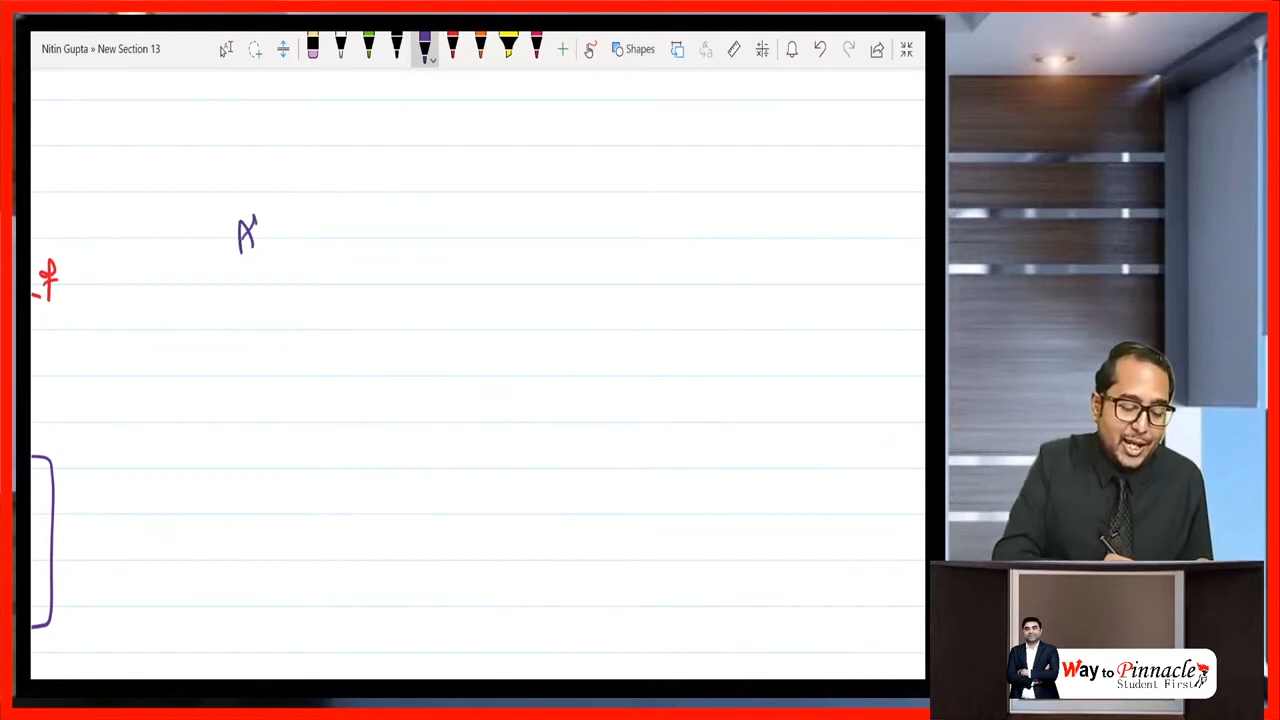 Nitin Gupta » New Section 13
Shapes
A'
Way to Pinnacle
Student First